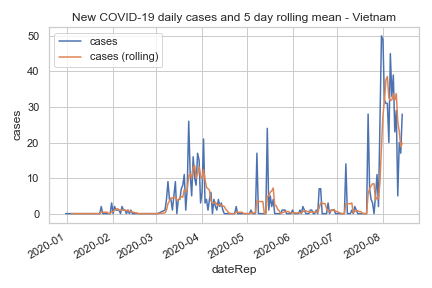 New COVID-19 daily cases and 5 day rolling mean - Vietnam
cases
cases (rolling)
50
40
30
20
10
0
cases
2020-01
2020-02
2020-03
2020-04
2020-05
2020-06
2020-07
2020-08
dateRep